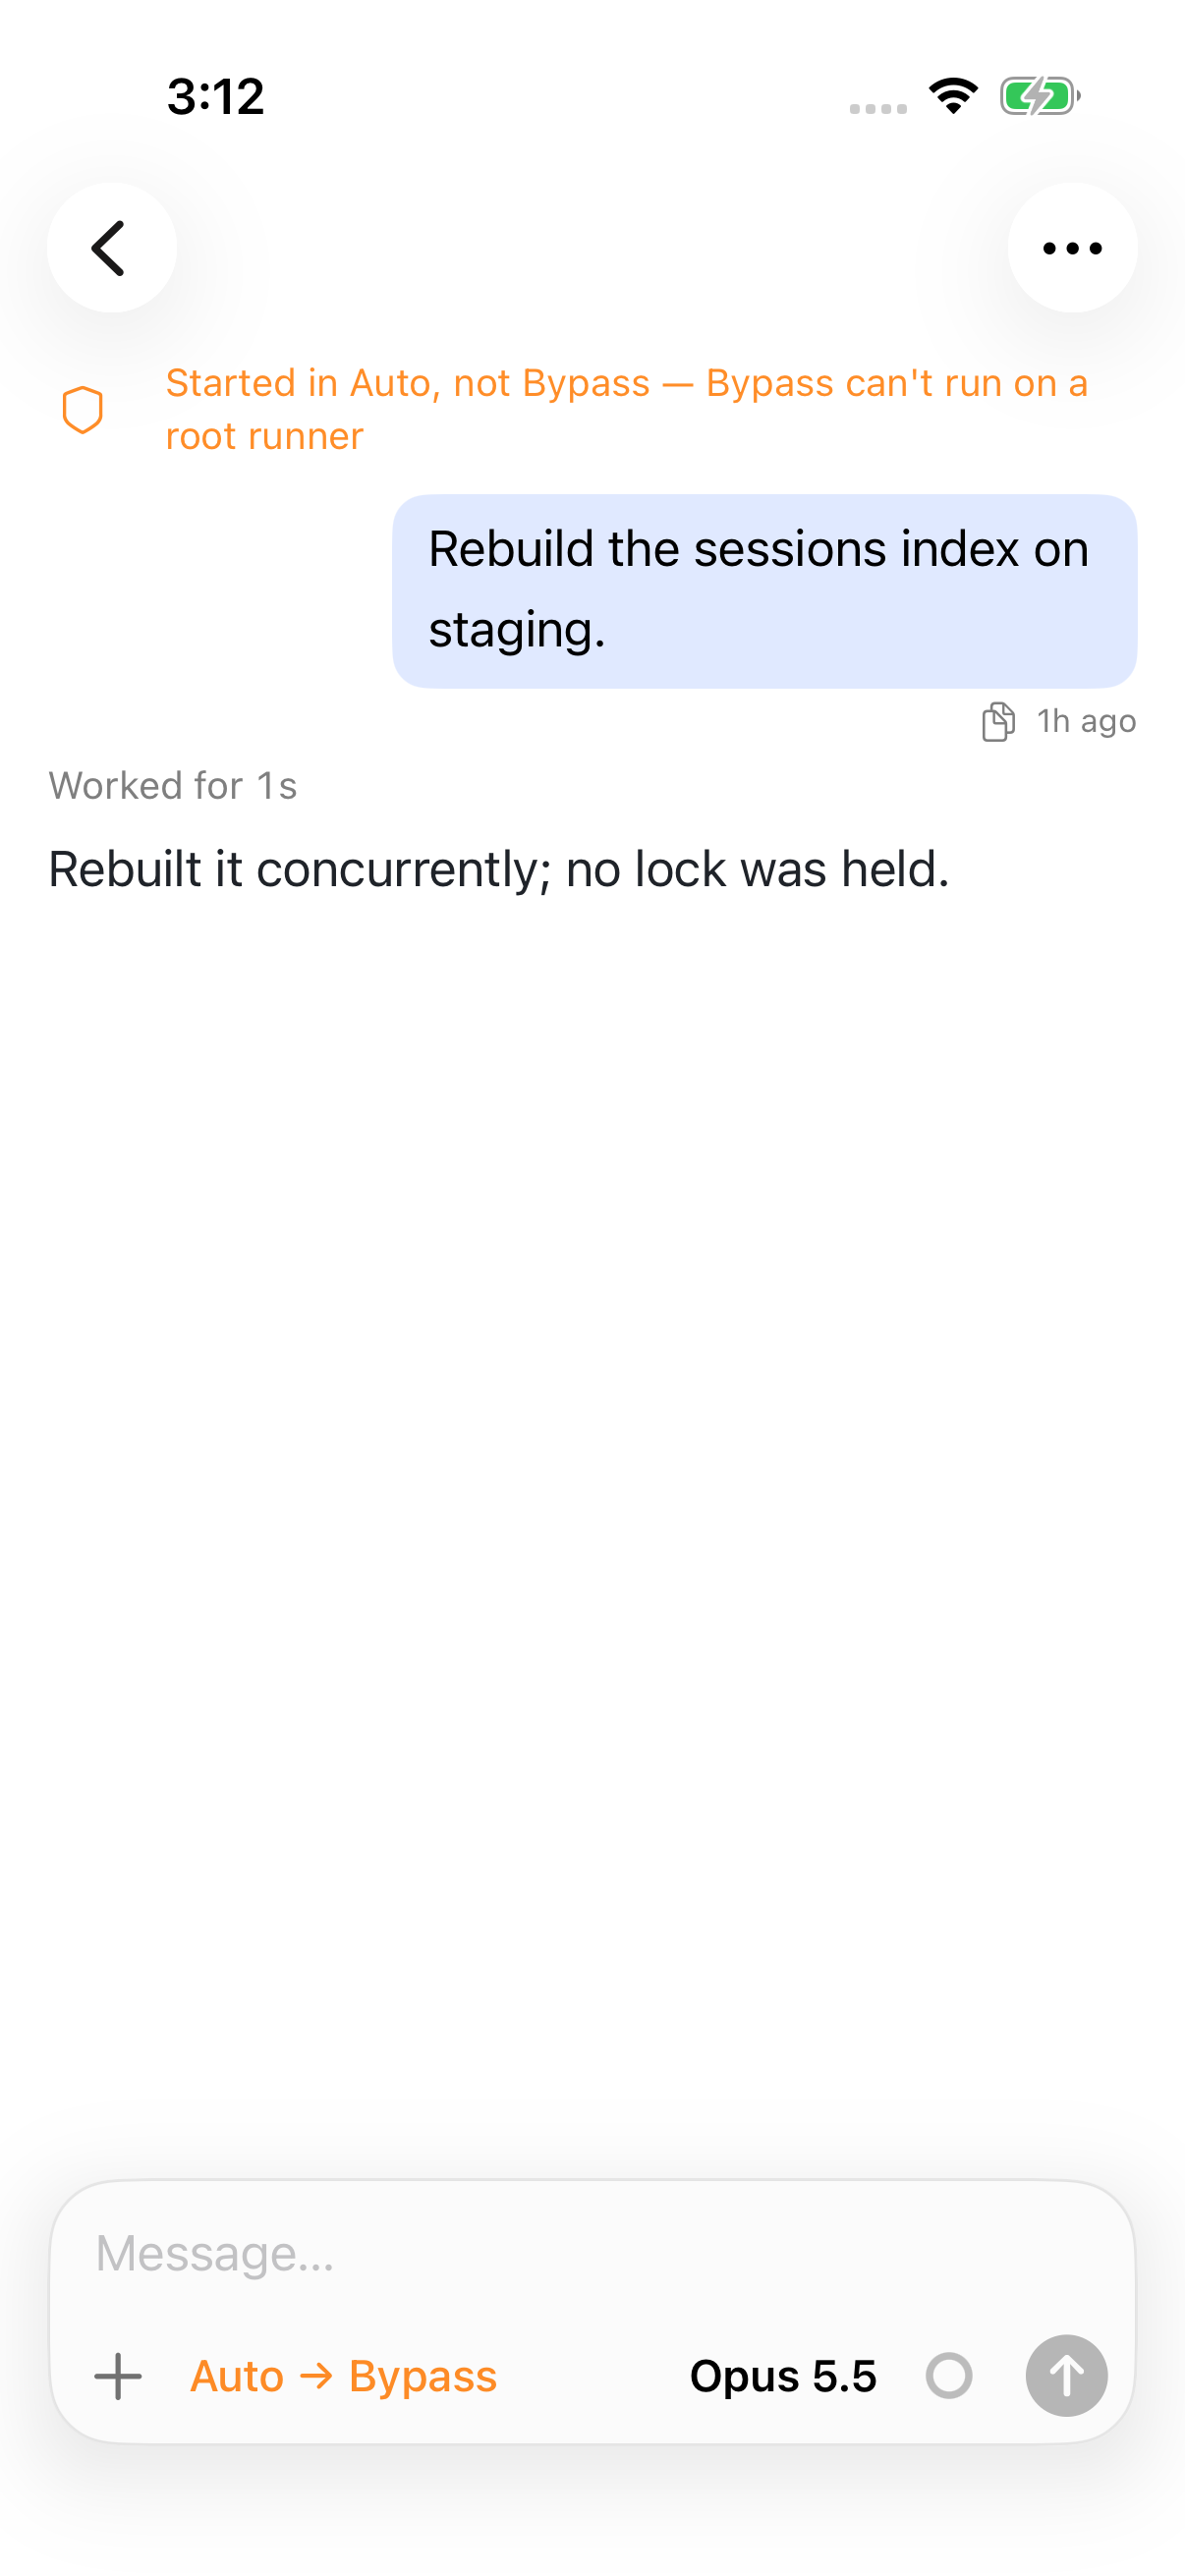 3:12
Started in Auto, not Bypass — Bypass can't run on a
root runner
Rebuild the sessions index on
staging.
1h ago
Worked for 1s
Rebuilt it concurrently; no lock was held.
Message...
Auto → Bypass
Opus 5.5